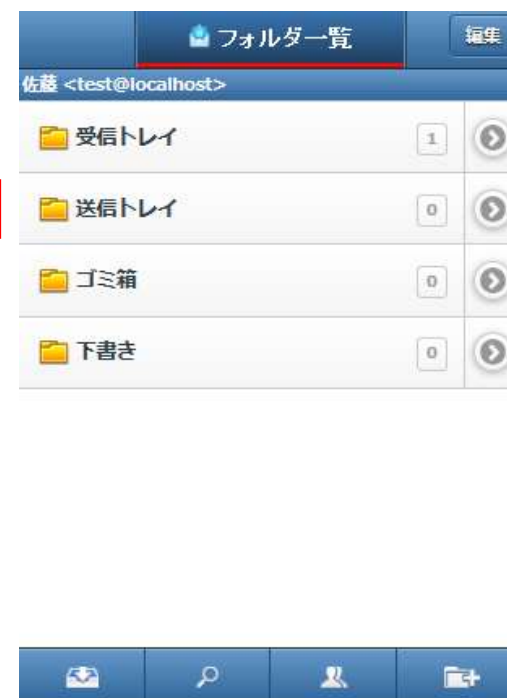 フォルダ一覧
編集
佐藤 <test@localhost>
受信トレイ 1
送信トレイ 0
ゴミ箱 0
下書き 0